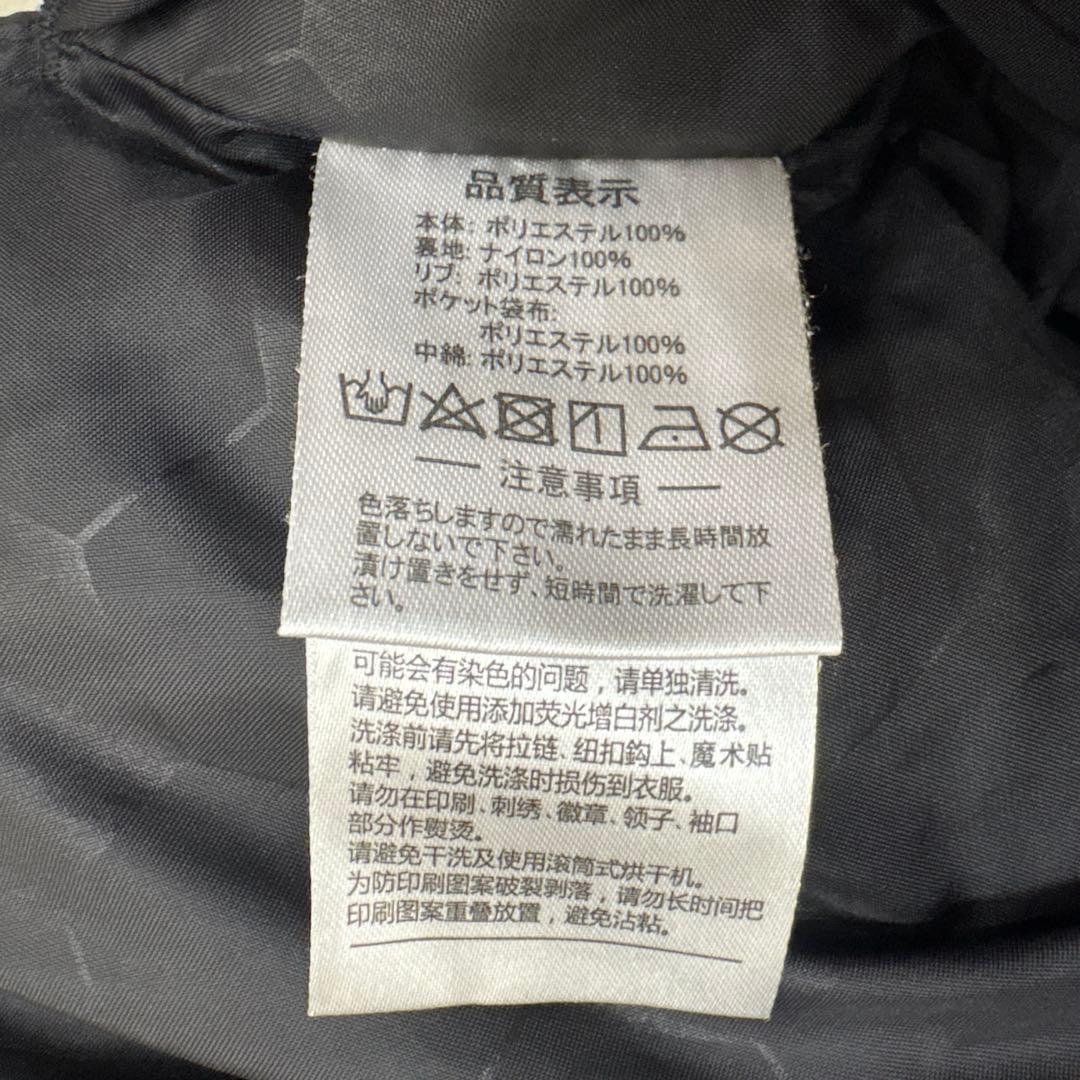 品質表示
本体: ポリエステル100%
裏地: ナイロン100%
リブ: ポリエステル100%
ポケット袋布:
ポリエステル100%
中綿: ポリエステル100%
注意事項
色落ちしますので濡れたまま長時間放
置しないで下さい。
漬け置きをせず、短時間で洗濯して下
さい。
可能会有染色的问题，请单独清洗。
请避免使用添加荧光增白剂之洗涤。
洗涤前请先将拉链、纽扣鈎上、魔术贴
粘牢，避免洗涤时损伤到衣服。
请勿在印刷、刺绣、徽章、领子、袖口
部分作熨烫。
请避免干洗及使用滚筒式烘干机。
为防印刷图案破裂剥落，请勿长时间把
印刷图案重叠放置，避免沾粘。